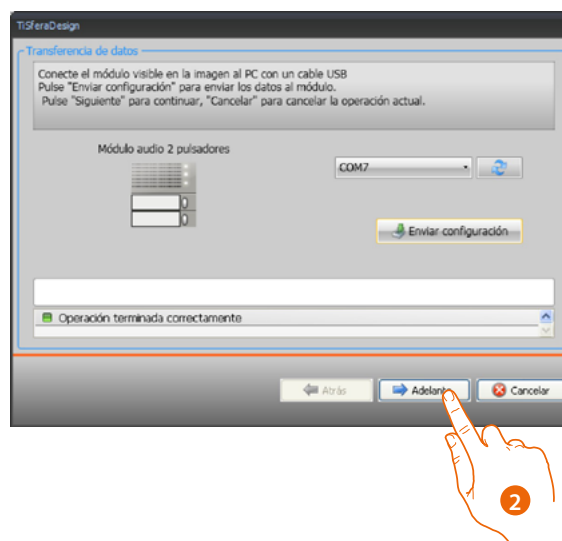 TiSferaDesign
Transferencia de datos
Conecte el módulo visible en la imagen al PC con un cable USB
Pulse "Enviar configuración" para enviar los datos al módulo.
Pulse "Siguiente" para continuar, "Cancelar" para cancelar la operación actual.
Módulo audio 2 pulsadores
COM7
Enviar configuración
Operación terminada correctamente
Atrás
Adelante
Cancelar
2